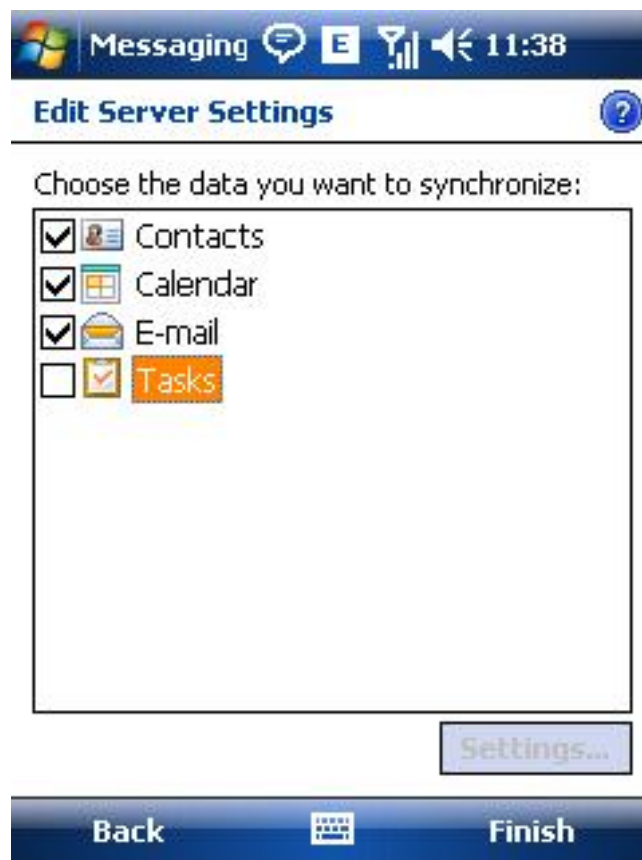 Messaging E 11:38
Edit Server Settings ?
Choose the data you want to synchronize:
Contacts
Calendar
E-mail
Tasks
Settings...
Back Finish